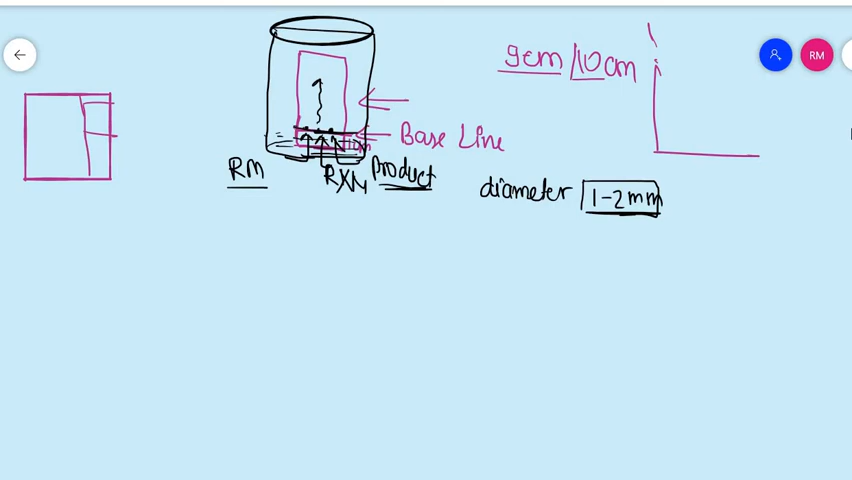 9cm/10cm
Base Line
RM RXN Product
diameter 1-2mm
RM